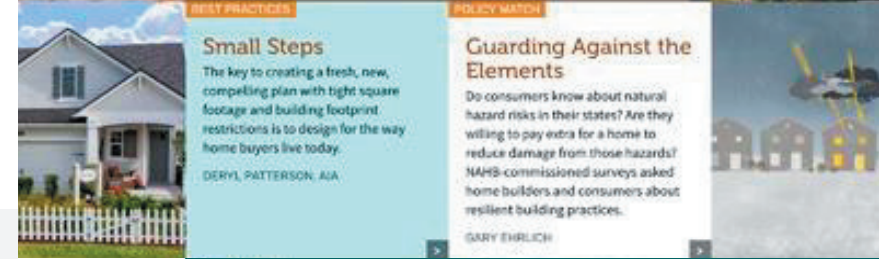 BEST PRACTICES
Small Steps
The key to creating a fresh, new,
compelling plan with tight square
footage and building footprint
restrictions is to design for the way
home buyers live today.
DERYL PATTERSON, AIA
POLICY WATCH
Guarding Against the
Elements
Do consumers know about natural
hazard risks in their states? Are they
willing to pay extra for a home to
reduce damage from those hazards?
NAHB-commissioned surveys asked
home builders and consumers about
resilient building practices.
GARY EHRLICH